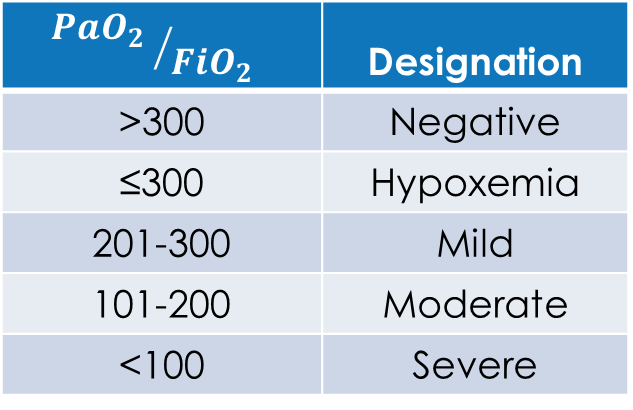 PaO₂/FiO₂ Designation
>300 Negative
≤300 Hypoxemia
201-300 Mild
101-200 Moderate
<100 Severe